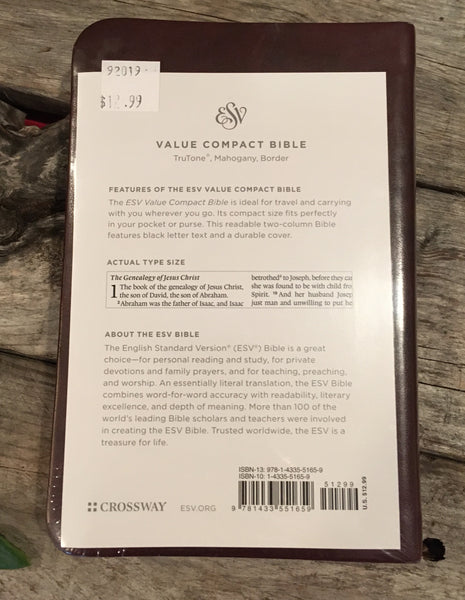 92019
$12.99
ESV
VALUE COMPACT BIBLE
TruTone®, Mahogany, Border
FEATURES OF THE ESV VALUE COMPACT BIBLE
The ESV Value Compact Bible is ideal for travel and carrying
with you wherever you go. Its compact size fits perfectly
in your pocket or purse. This readable two-column Bible
features black letter text and a durable cover.
ACTUAL TYPE SIZE
The Genealogy of Jesus Christ
1 The book of the genealogy of Jesus Christ,
the son of David, the son of Abraham.
2 Abraham was the father of Isaac, and Isaac
betrothed to Joseph, before they ca
she was found to be with child fro
Spirit. 19 And her husband Josep
just man and unwilling to put he
ABOUT THE ESV BIBLE
The English Standard Version® (ESV®) Bible is a great
choice—for personal reading and study, for private
devotions and family prayers, and for teaching, preaching,
and worship. An essentially literal translation, the ESV Bible
combines word-for-word accuracy with readability, literary
excellence, and depth of meaning. More than 100 of the
world's leading Bible scholars and teachers were involved
in creating the ESV Bible. Trusted worldwide, the ESV is a
treasure for life.
ISBN-13: 978-1-4335-5165-9
ISBN-10: 1-4335-5165-9
51299
U.S. $12.99
CROSSWAY
ESV.ORG
9 781433 551659